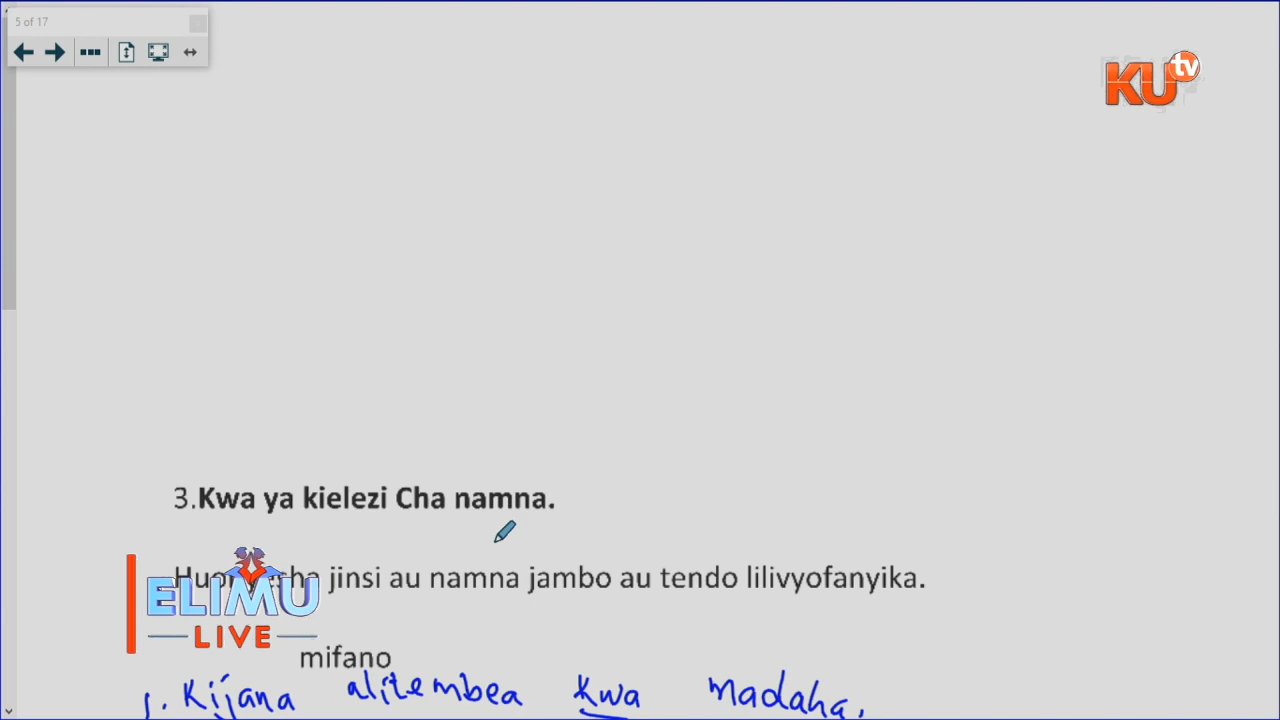 5 of 17
KU tv
3.Kwa ya kielezi Cha namna.
jinsi au namna jambo au tendo lilivyofanyika.
ELIMU
LIVE
mifano
1. Kijana alitembea kwa madaha.